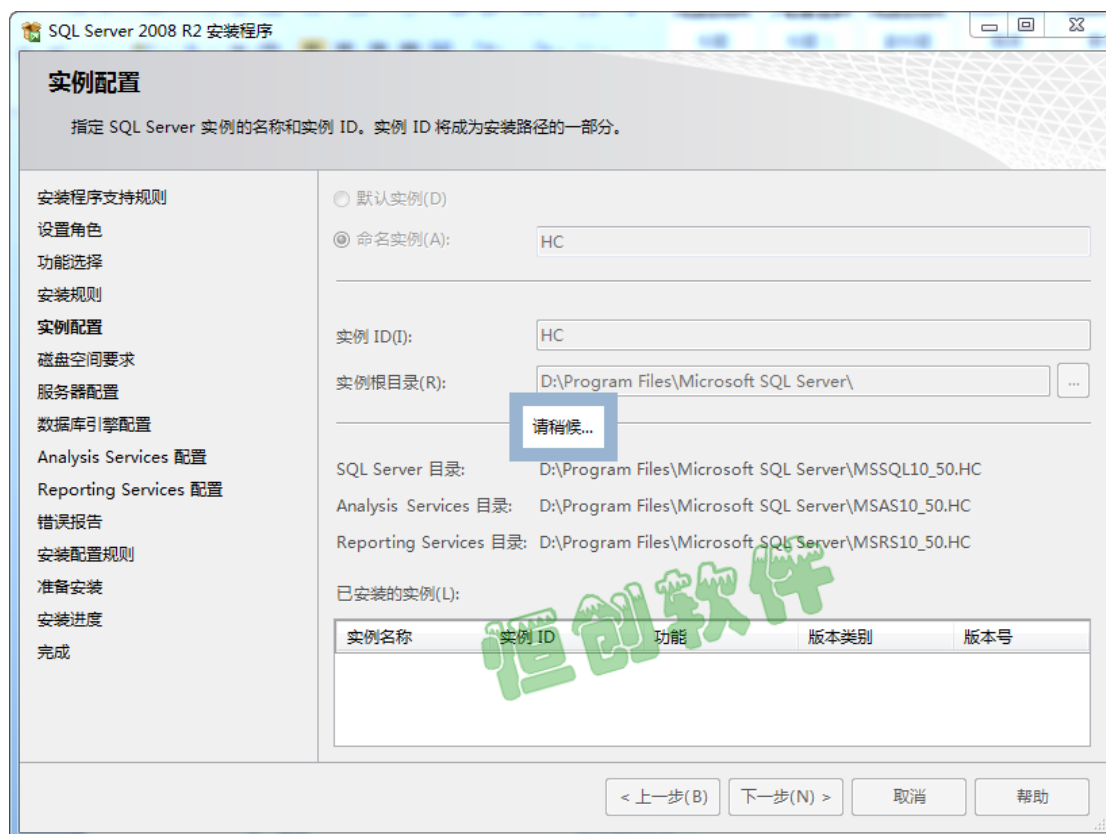 SQL Server 2008 R2 安装程序
实例配置
指定 SQL Server 实例的名称和实例 ID。实例 ID 将成为安装路径的一部分。
安装程序支持规则
设置角色
功能选择
安装规则
实例配置
磁盘空间要求
服务器配置
数据库引擎配置
Analysis Services 配置
Reporting Services 配置
错误报告
安装配置规则
准备安装
安装进度
完成
默认实例(D)
命名实例(A): HC
实例 ID(I): HC
实例根目录(R): D:\Program Files\Microsoft SQL Server\ ...
请稍候...
SQL Server 目录: D:\Program Files\Microsoft SQL Server\MSSQL10_50.HC
Analysis Services 目录: D:\Program Files\Microsoft SQL Server\MSAS10_50.HC
Reporting Services 目录: D:\Program Files\Microsoft SQL Server\MSRS10_50.HC
已安装的实例(L):
实例名称 实例 ID 功能 版本类别 版本号
恒创软件
< 上一步(B) 下一步(N) > 取消 帮助